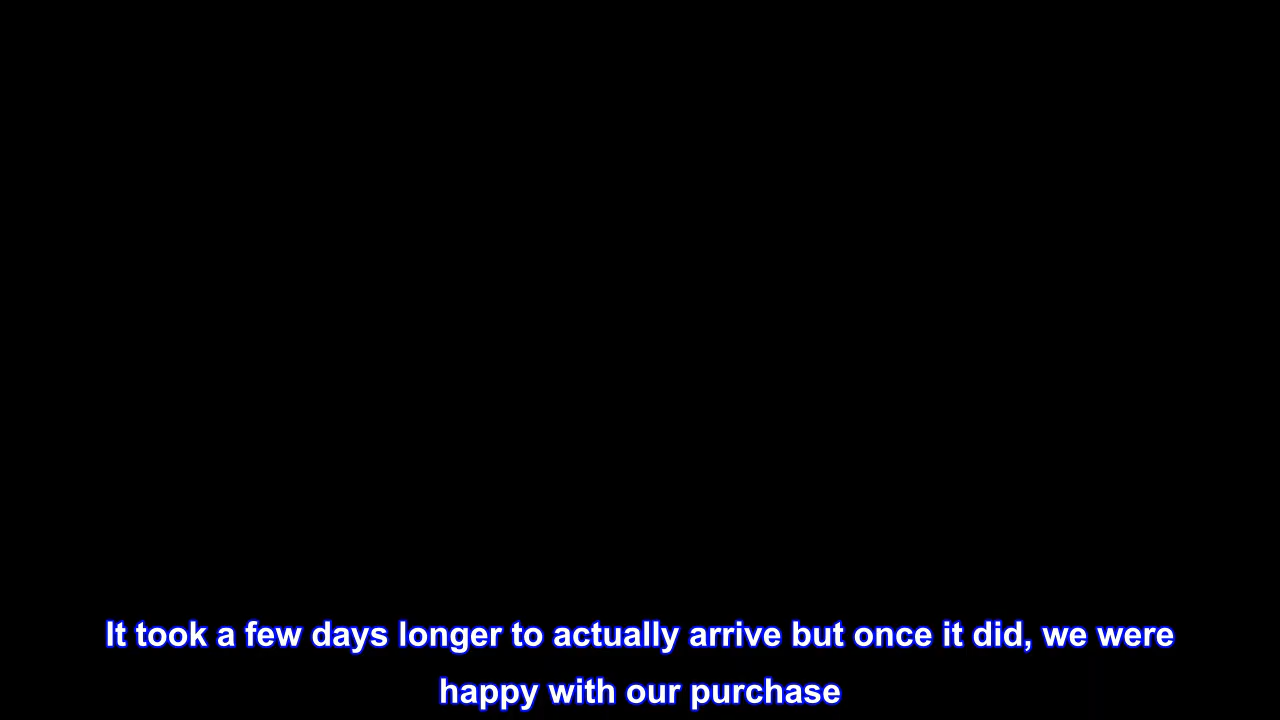 It took a few days longer to actually arrive but once it did, we were
happy with our purchase